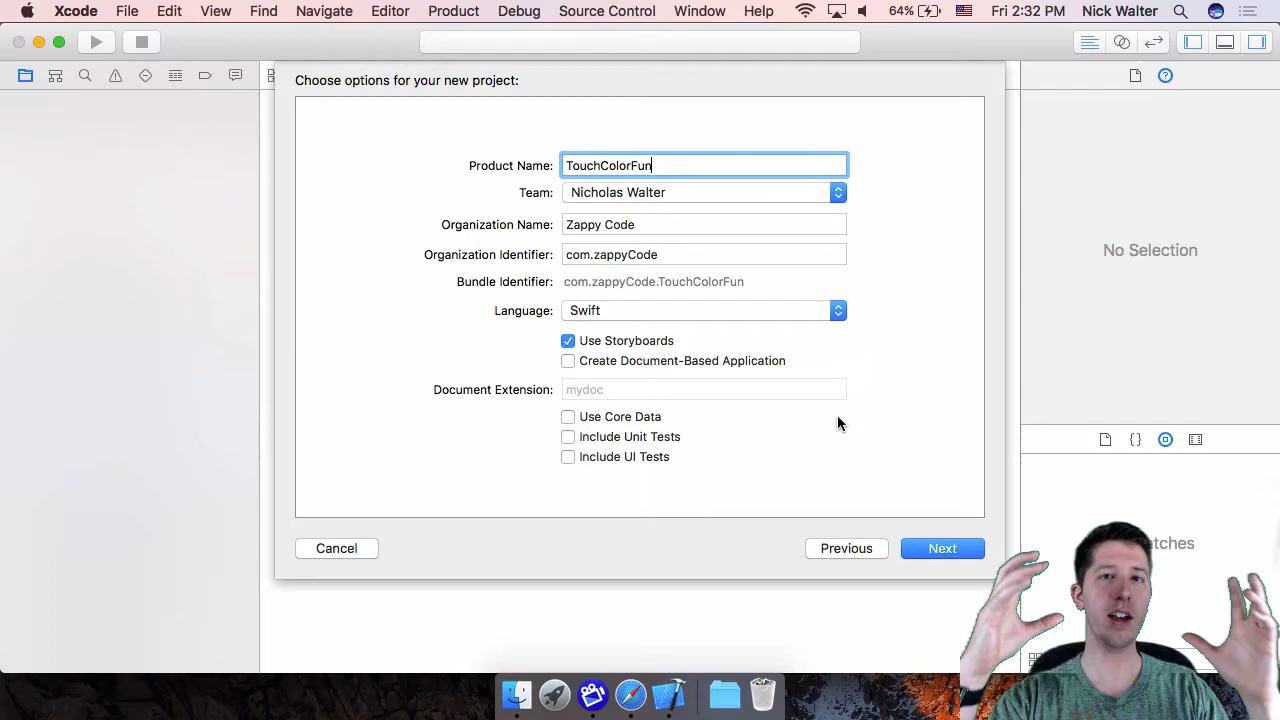 Xcode File Edit View Find Navigate Editor Product Debug Source Control Window Help 64% Fri 2:32 PM Nick Walter
Choose options for your new project:
Product Name: TouchColorFun
Team: Nicholas Walter
Organization Name: Zappy Code
Organization Identifier: com.zappyCode
Bundle Identifier: com.zappyCode.TouchColorFun
Language: Swift
Use Storyboards
Create Document-Based Application
Document Extension: mydoc
Use Core Data
Include Unit Tests
Include UI Tests
Cancel Previous Next
No Selection